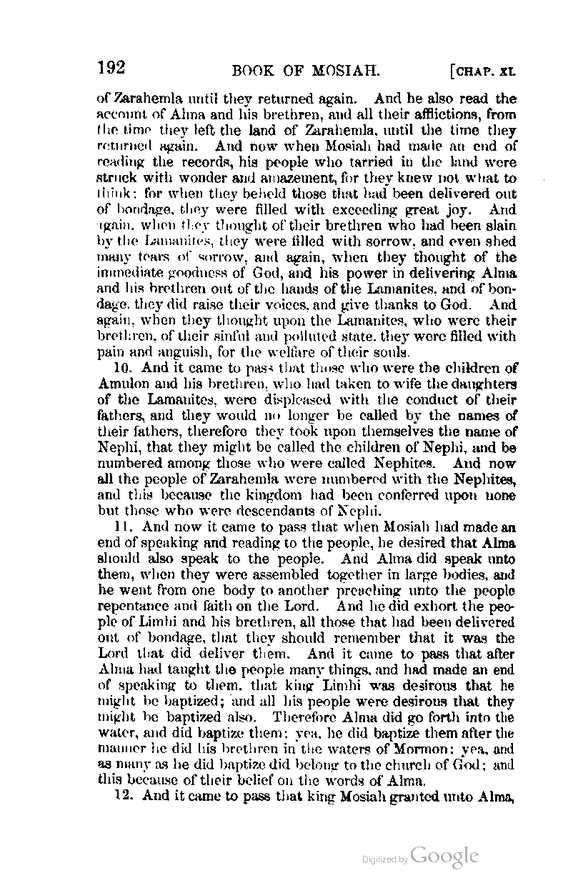 192 BOOK OF MOSIAH. [CHAP. XI.
of Zarahemla until they returned again. And he also read the
account of Alma and his brethren, and all their afflictions, from
the time they left the land of Zarahemla, until the time they
returned again. And now when Mosiah had made an end of
reading the records, his people who tarried in the land were
struck with wonder and amazement, for they knew not what to
think: for when they beheld those that had been delivered out
of bondage, they were filled with exceeding great joy. And
again, when they thought of their brethren who had been slain
by the Lamanites, they were filled with sorrow, and even shed
many tears of sorrow, and again, when they thought of the
immediate goodness of God, and his power in delivering Alma
and his brethren out of the hands of the Lamanites, and of bon-
dage, they did raise their voices, and give thanks to God. And
again, when they thought upon the Lamanites, who were their
brethren, of their sinful and polluted state, they were filled with
pain and anguish, for the welfare of their souls.
10. And it came to pass that those who were the children of
Amulon and his brethren, who had taken to wife the daughters
of the Lamanites, were displeased with the conduct of their
fathers, and they would no longer be called by the names of
their fathers, therefore they took upon themselves the name of
Nephi, that they might be called the children of Nephi, and be
numbered among those who were called Nephites. And now
all the people of Zarahemla were numbered with the Nephites,
and this because the kingdom had been conferred upon none
but those who were descendants of Nephi.
11. And now it came to pass that when Mosiah had made an
end of speaking and reading to the people, he desired that Alma
should also speak to the people. And Alma did speak unto
them, when they were assembled together in large bodies, and
he went from one body to another preaching unto the people
repentance and faith on the Lord. And he did exhort the peo-
ple of Limhi and his brethren, all those that had been delivered
out of bondage, that they should remember that it was the
Lord that did deliver them. And it came to pass that after
Alma had taught the people many things, and had made an end
of speaking to them, that king Limhi was desirous that he
might be baptized; and all his people were desirous that they
might be baptized also. Therefore Alma did go forth into the
water, and did baptize them; yea, he did baptize them after the
manner he did his brethren in the waters of Mormon; yea, and
as many as he did baptize did belong to the church of God; and
this because of their belief on the words of Alma.
12. And it came to pass that king Mosiah granted unto Alma,
Digitized by Google